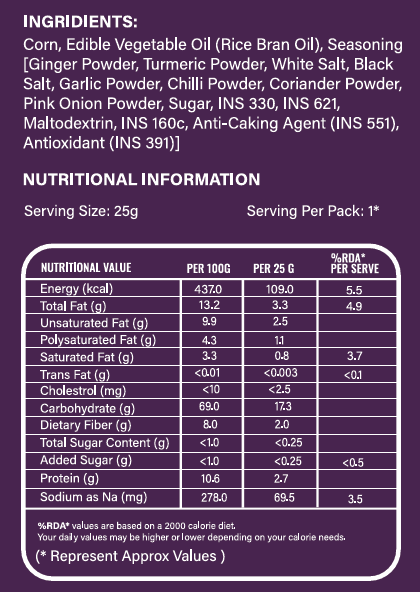 INGRIDIENTS:
Corn, Edible Vegetable Oil (Rice Bran Oil), Seasoning
[Ginger Powder, Turmeric Powder, White Salt, Black
Salt, Garlic Powder, Chilli Powder, Coriander Powder,
Pink Onion Powder, Sugar, INS 330, INS 621,
Maltodextrin, INS 160c, Anti-Caking Agent (INS 551),
Antioxidant (INS 391)]
NUTRITIONAL INFORMATION
Serving Size: 25g Serving Per Pack: 1*
NUTRITIONAL VALUE PER 100G PER 25 G %RDA* PER SERVE
Energy (kcal) 437.0 109.0 5.5
Total Fat (g) 13.2 3.3 4.9
Unsaturated Fat (g) 9.9 2.5
Polysaturated Fat (g) 4.3 1.1
Saturated Fat (g) 3.3 0.8 3.7
Trans Fat (g) <0.01 <0.003 <0.1
Cholestrol (mg) <10 <2.5
Carbohydrate (g) 69.0 17.3
Dietary Fiber (g) 8.0 2.0
Total Sugar Content (g) <1.0 <0.25
Added Sugar (g) <1.0 <0.25 <0.5
Protein (g) 10.6 2.7
Sodium as Na (mg) 278.0 69.5 3.5
%RDA* values are based on a 2000 calorie diet.
Your daily values may be higher or lower depending on your calorie needs.
(* Represent Approx Values )